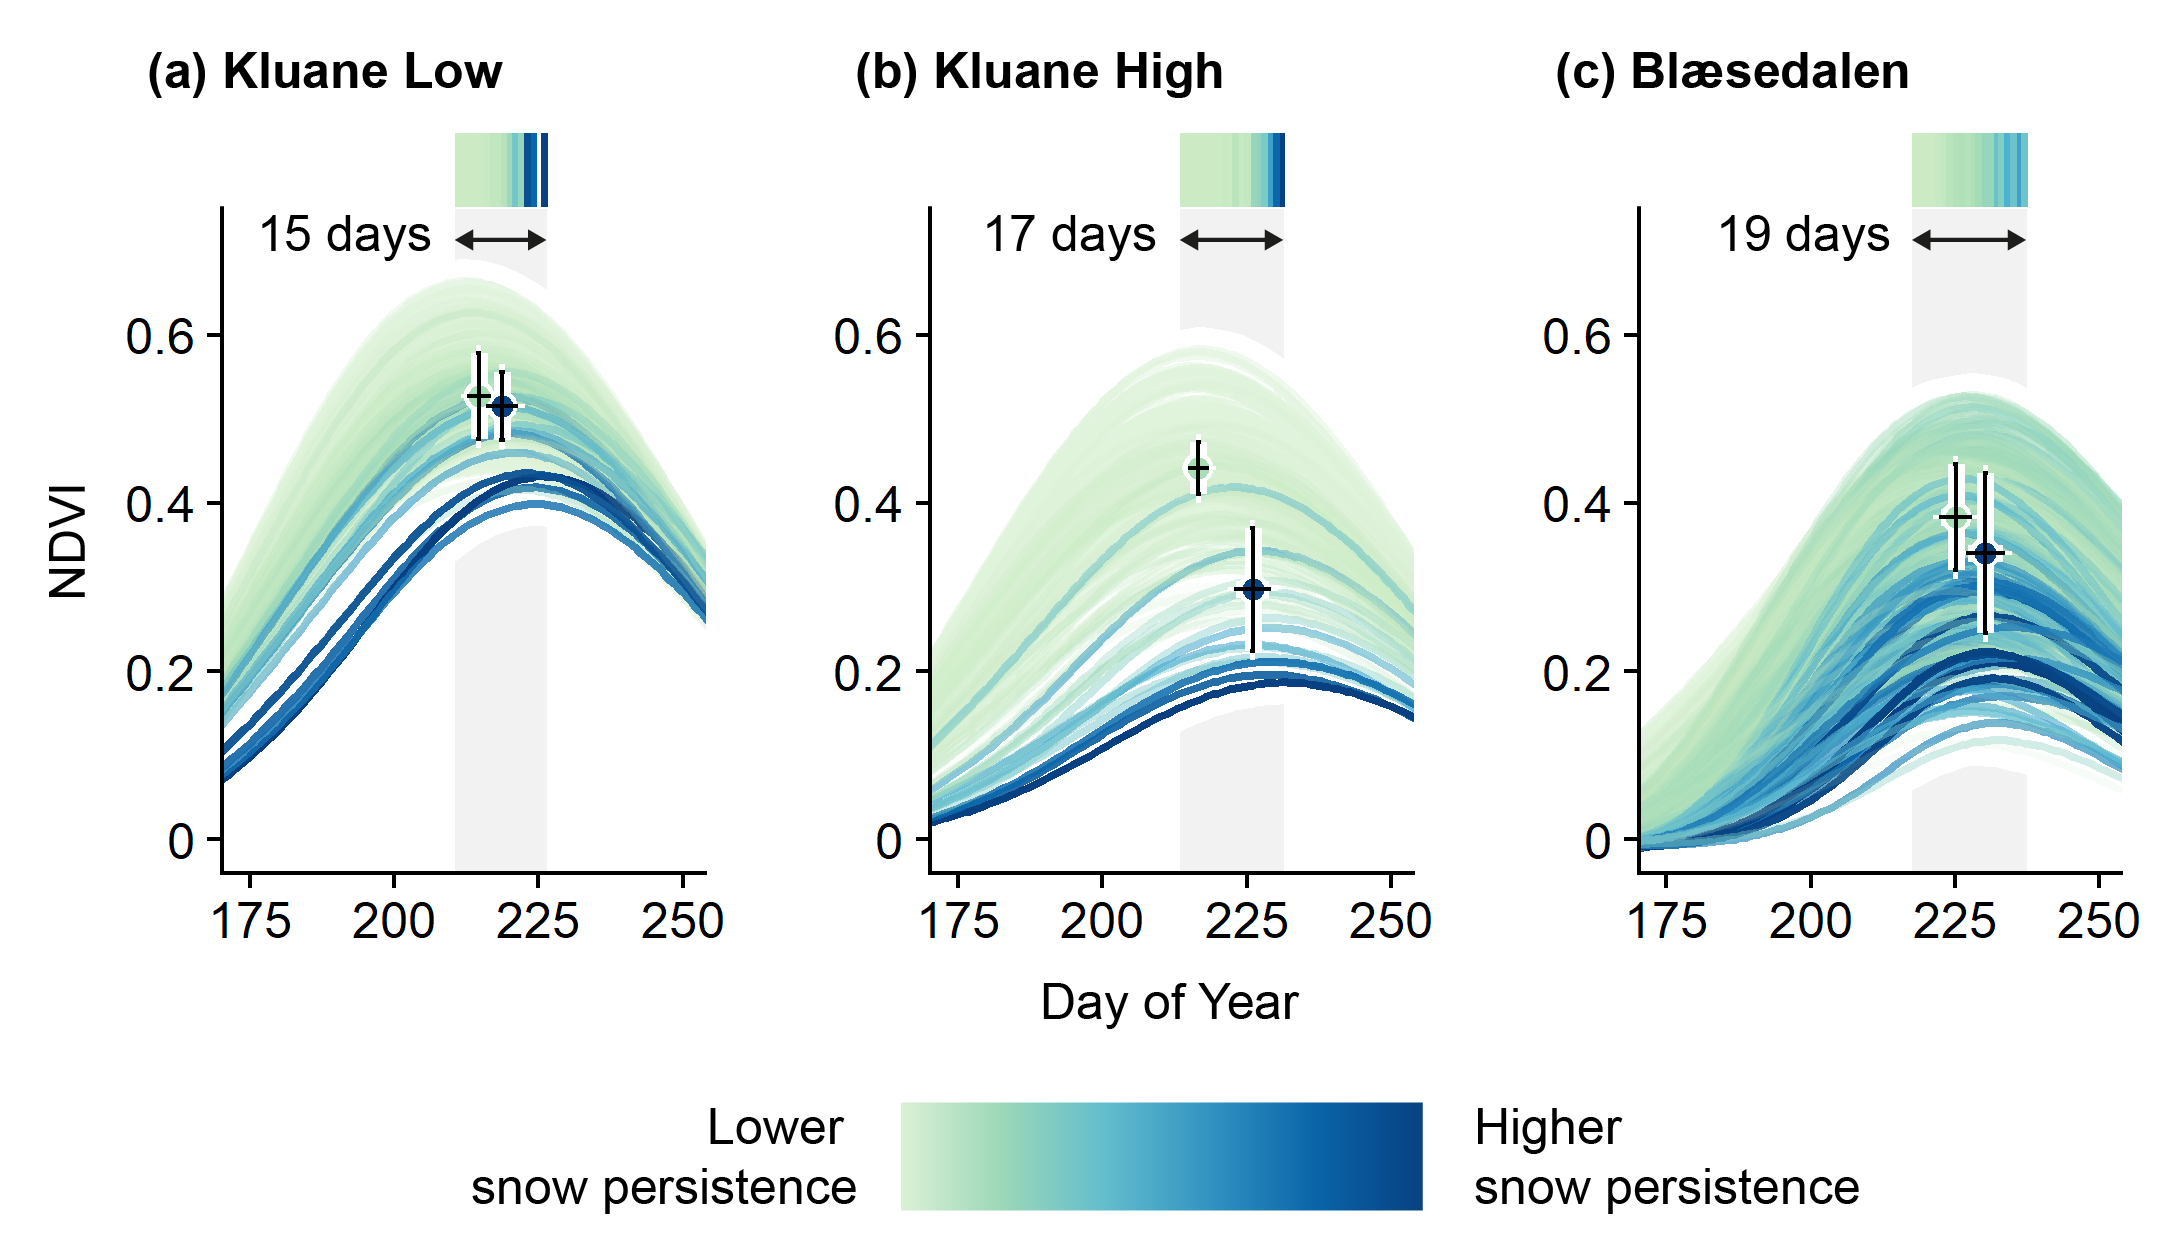 (a) Kluane Low
(b) Kluane High
(c) Blæsedalen
15 days
17 days
19 days
NDVI
0.6
0.4
0.2
0
175 200 225 250
0.6
0.4
0.2
0
175 200 225 250
0.6
0.4
0.2
0
175 200 225 250
Day of Year
Lower
snow persistence
Higher
snow persistence